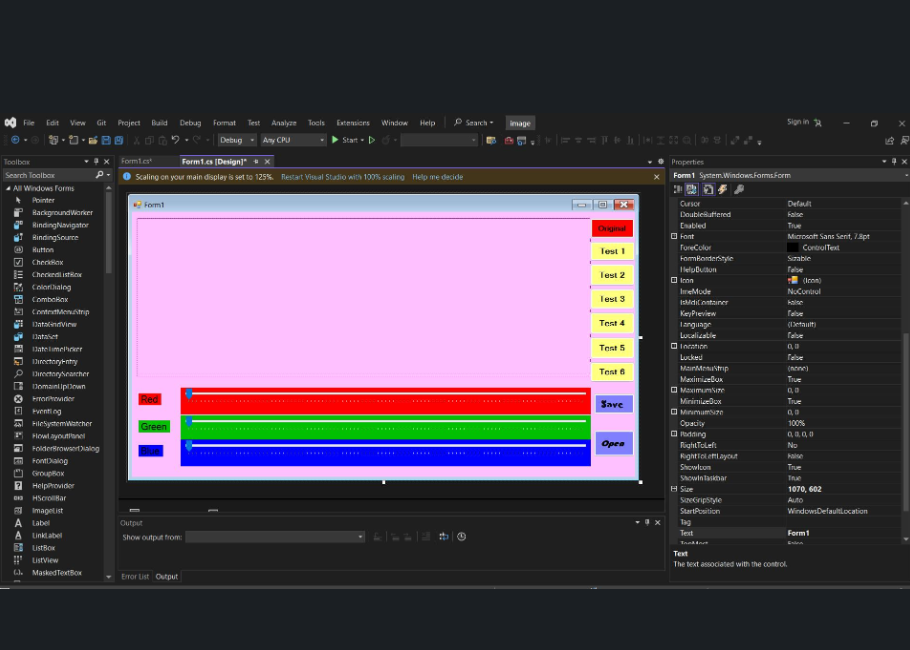 File Edit View Git Project Build Debug Format Test Analyze Tools Extensions Window Help Search image Sign in
Debug Any CPU Start
Toolbox
Search Toolbox
All Windows Forms
Pointer
BackgroundWorker
BindingNavigator
BindingSource
Button
CheckBox
CheckedListBox
ColorDialog
ComboBox
ContextMenuStrip
DataGridView
DataSet
DateTimePicker
DirectoryEntry
DirectorySearcher
DomainUpDown
ErrorProvider
EventLog
FileSystemWatcher
FlowLayoutPanel
FolderBrowserDialog
FontDialog
GroupBox
HelpProvider
HScrollBar
ImageList
Label
LinkLabel
ListBox
ListView
MaskedTextBox
Form1.cs* Form1.cs [Design]*
Scaling on your main display is set to 125%. Restart Visual Studio with 100% scaling Help me decide
Form1
Original
Test 1
Test 2
Test 3
Test 4
Test 5
Test 6
Red
Green
Blue
Save
Open
Output
Show output from:
Error List Output
Properties
Form1 System.Windows.Forms.Form
Cursor Default
DoubleBuffered False
Enabled True
Font Microsoft Sans Serif, 7.8pt
ForeColor ControlText
FormBorderStyle Sizable
HelpButton False
Icon (Icon)
ImeMode NoControl
IsMdiContainer False
KeyPreview False
Language (Default)
Localizable False
Location 0, 0
Locked False
MainMenuStrip (none)
MaximizeBox True
MaximumSize 0, 0
MinimizeBox True
MinimumSize 0, 0
Opacity 100%
Padding 0, 0, 0, 0
RightToLeft No
RightToLeftLayout False
ShowIcon True
ShowInTaskbar True
Size 1070, 602
SizeGripStyle Auto
StartPosition WindowsDefaultLocation
Tag
Text Form1
TopMost False
Text
The text associated with the control.